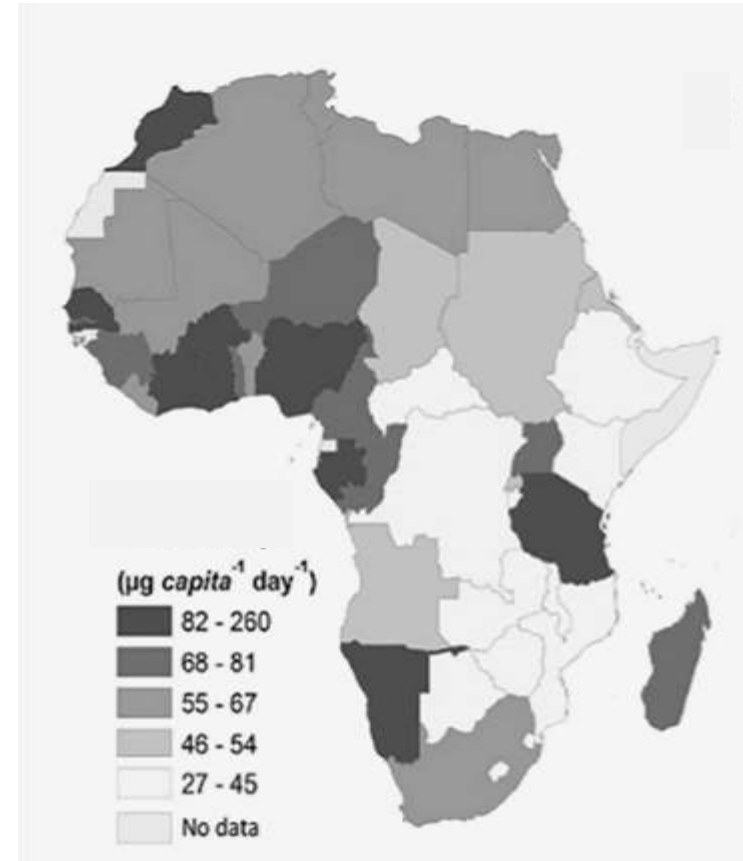 (µg capita⁻¹ day⁻¹)
82 - 260
68 - 81
55 - 67
46 - 54
27 - 45
No data